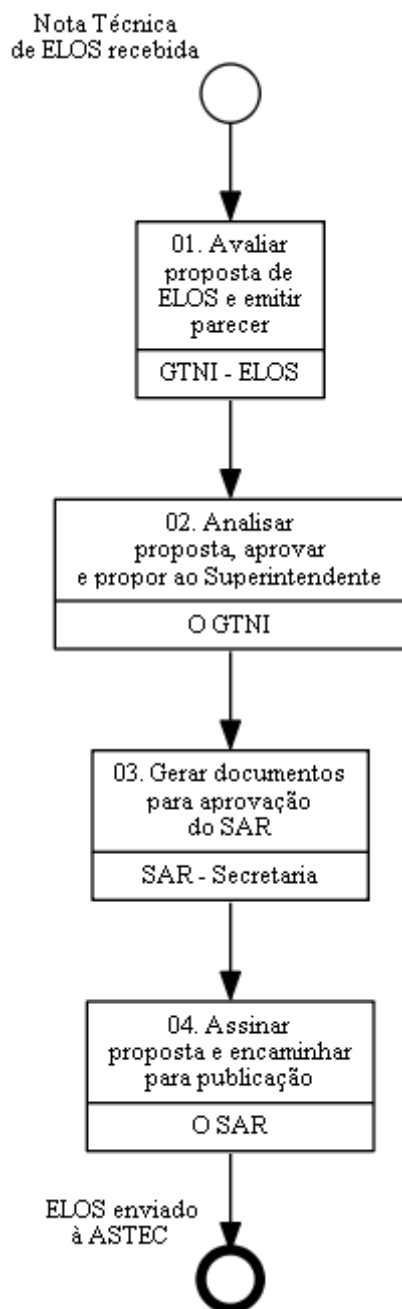 Nota Técnica
de ELOS recebida
01. Avaliar
proposta de
ELOS e emitir
parecer
GTNI - ELOS
02. Analisar
proposta, aprovar
e propor ao Superintendente
O GTNI
03. Gerar documentos
para aprovação
do SAR
SAR - Secretaria
04. Assinar
proposta e encaminhar
para publicação
O SAR
ELOS enviado
à ASTEC